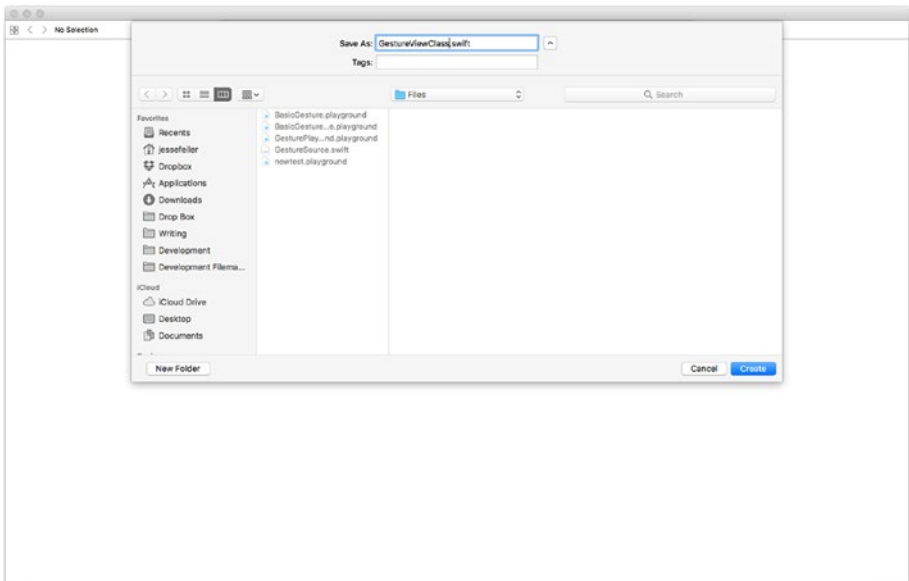 No Selection
Save As: GestureViewClass.swift
Tags:
Files
Search
Favorites
Recents
jessefeiler
Dropbox
Applications
Downloads
Drop Box
Writing
Development
Development Filema...
iCloud
iCloud Drive
Desktop
Documents
BasicGesture.playground
BasicGesture...e.playground
GesturePlay...nd.playground
GestureSource.swift
newtest.playground
New Folder
Cancel
Create